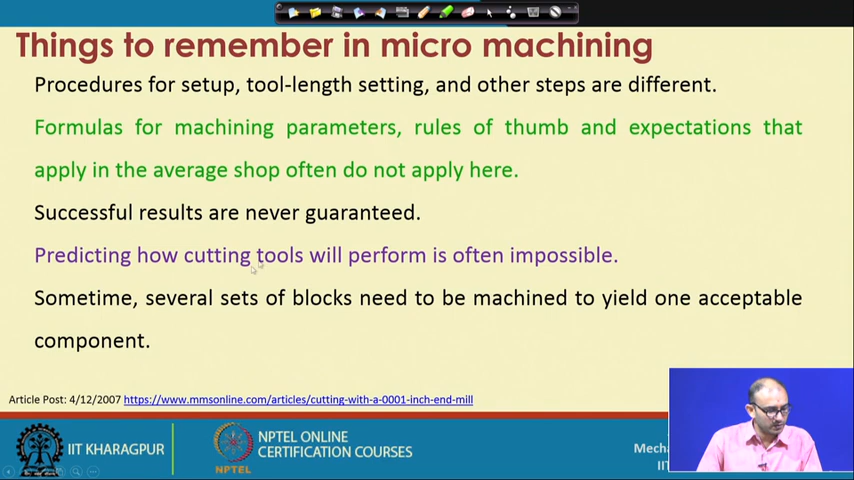 Things to remember in micro machining
Procedures for setup, tool-length setting, and other steps are different.
Formulas for machining parameters, rules of thumb and expectations that
apply in the average shop often do not apply here.
Successful results are never guaranteed.
Predicting how cutting tools will perform is often impossible.
Sometime, several sets of blocks need to be machined to yield one acceptable
component.
Article Post: 4/12/2007 https://www.mmsonline.com/articles/cutting-with-a-0001-inch-end-mill
IIT KHARAGPUR
NPTEL
NPTEL ONLINE
CERTIFICATION COURSES
Mecha
IIT